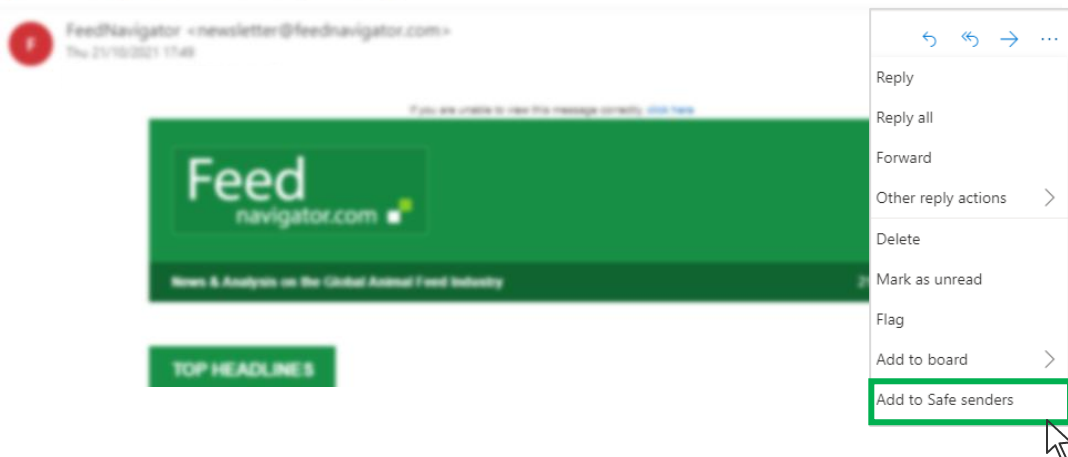 F
FeedNavigator <newsletter@feednavigator.com>
Thu 21/10/2021 17:49
If you are unable to view this message correctly, click here
Feed
navigator.com
News & Analysis on the Global Animal Feed Industry
TOP HEADLINES
Reply
Reply all
Forward
Other reply actions
Delete
Mark as unread
Flag
Add to board
Add to Safe senders